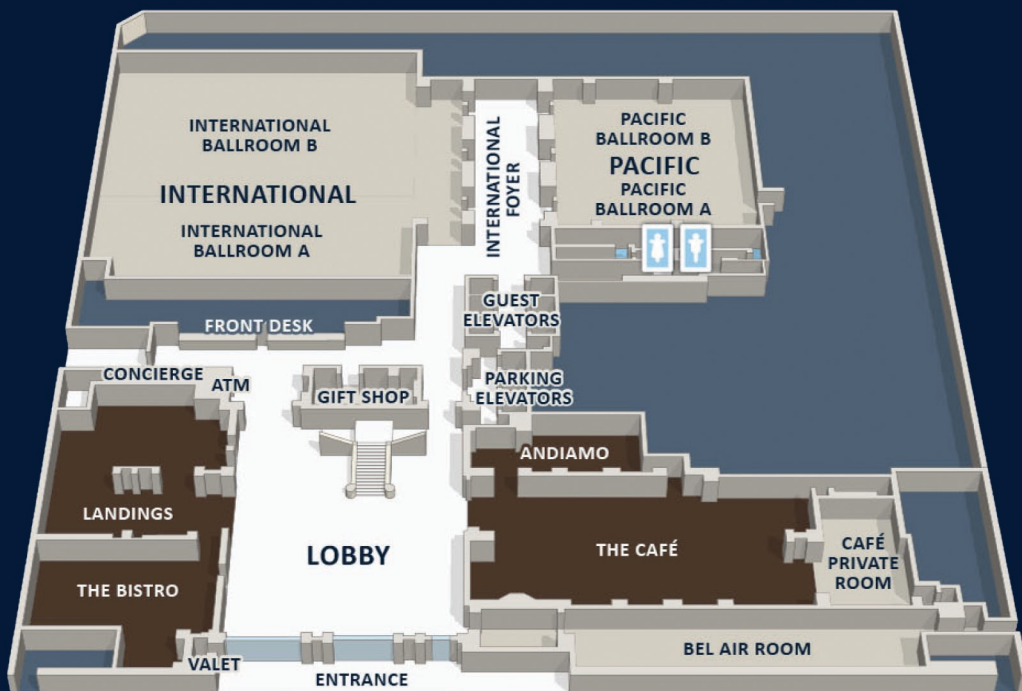 INTERNATIONAL
BALLROOM B
INTERNATIONAL
INTERNATIONAL
BALLROOM A
INTERNATIONAL
FOYER
PACIFIC
BALLROOM B
PACIFIC
PACIFIC
BALLROOM A
GUEST
ELEVATORS
FRONT DESK
CONCIERGE
ATM
GIFT SHOP
PARKING
ELEVATORS
ANDIAMO
LANDINGS
LOBBY
THE CAFÉ
CAFÉ
PRIVATE
ROOM
THE BISTRO
BEL AIR ROOM
VALET
ENTRANCE